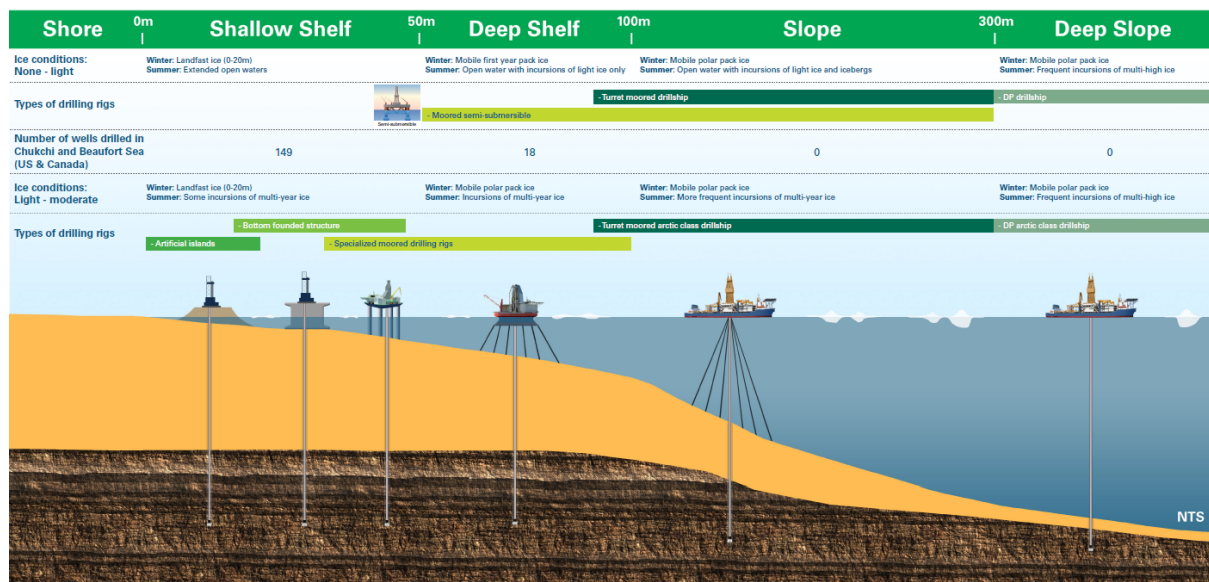 Shore 0m Shallow Shelf 50m Deep Shelf 100m Slope 300m Deep Slope
Ice conditions:
None - light
Winter: Landfast ice (0-20m)
Summer: Extended open waters
Winter: Mobile first year pack ice
Summer: Open water with incursions of light ice only
Winter: Mobile polar pack ice
Summer: Open water with incursions of light ice and icebergs
Winter: Mobile polar pack ice
Summer: Frequent incursions of multi-high ice
Types of drilling rigs
Semi-submersible
- Turret moored drillship
- DP drillship
- Moored semi-submersible
Number of wells drilled in
Chukchi and Beaufort Sea
(US & Canada)
149 18 0 0
Ice conditions:
Light - moderate
Winter: Landfast ice (0-20m)
Summer: Some incursions of multi-year ice
Winter: Mobile polar pack ice
Summer: Incursions of multi-year ice
Winter: Mobile polar pack ice
Summer: More frequent incursions of multi-year ice
Winter: Mobile polar pack ice
Summer: Frequent incursions of multi-high ice
Types of drilling rigs
- Bottom founded structure
- Turret moored arctic class drillship
- DP arctic class drillship
- Artificial islands
- Specialized moored drilling rigs
NTS